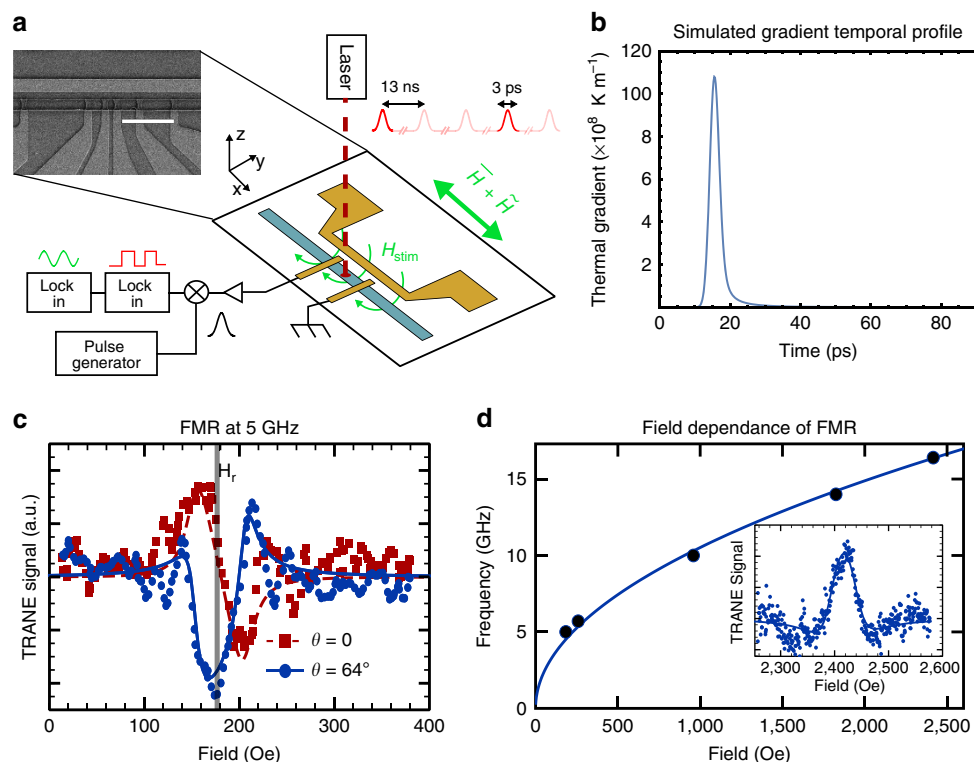 a
Laser
13 ns
3 ps
z
y
x
H̅ + H̃
H_stim
Lock
in
Lock
in
Pulse
generator
b
Simulated gradient temporal profile
Thermal gradient (×10⁸ K m⁻¹)
120
100
8
6
4
2
0
20
40
60
80
Time (ps)
c
FMR at 5 GHz
H_r
TRANE signal (a.u.)
θ = 0
θ = 64°
0
100
200
300
400
Field (Oe)
d
Field dependance of FMR
Frequency (GHz)
15
10
5
0
0
500
1,000
1,500
2,000
2,500
Field (Oe)
TRANE Signal
2,300
2,400
2,500
2,600
Field (Oe)